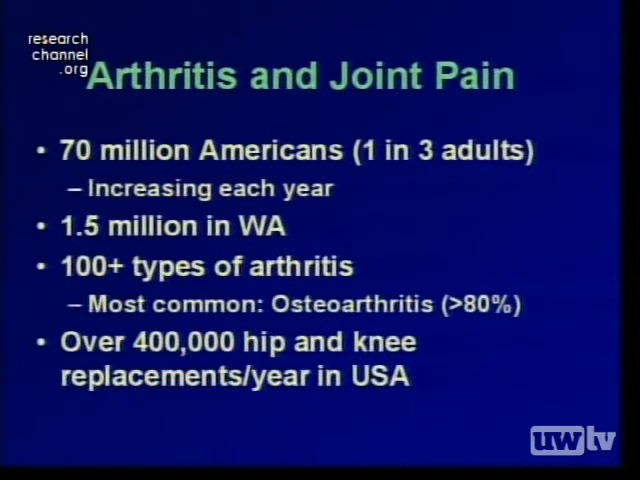 research
channel
.org
Arthritis and Joint Pain
• 70 million Americans (1 in 3 adults)
– Increasing each year
• 1.5 million in WA
• 100+ types of arthritis
– Most common: Osteoarthritis (>80%)
• Over 400,000 hip and knee
replacements/year in USA
uwtv